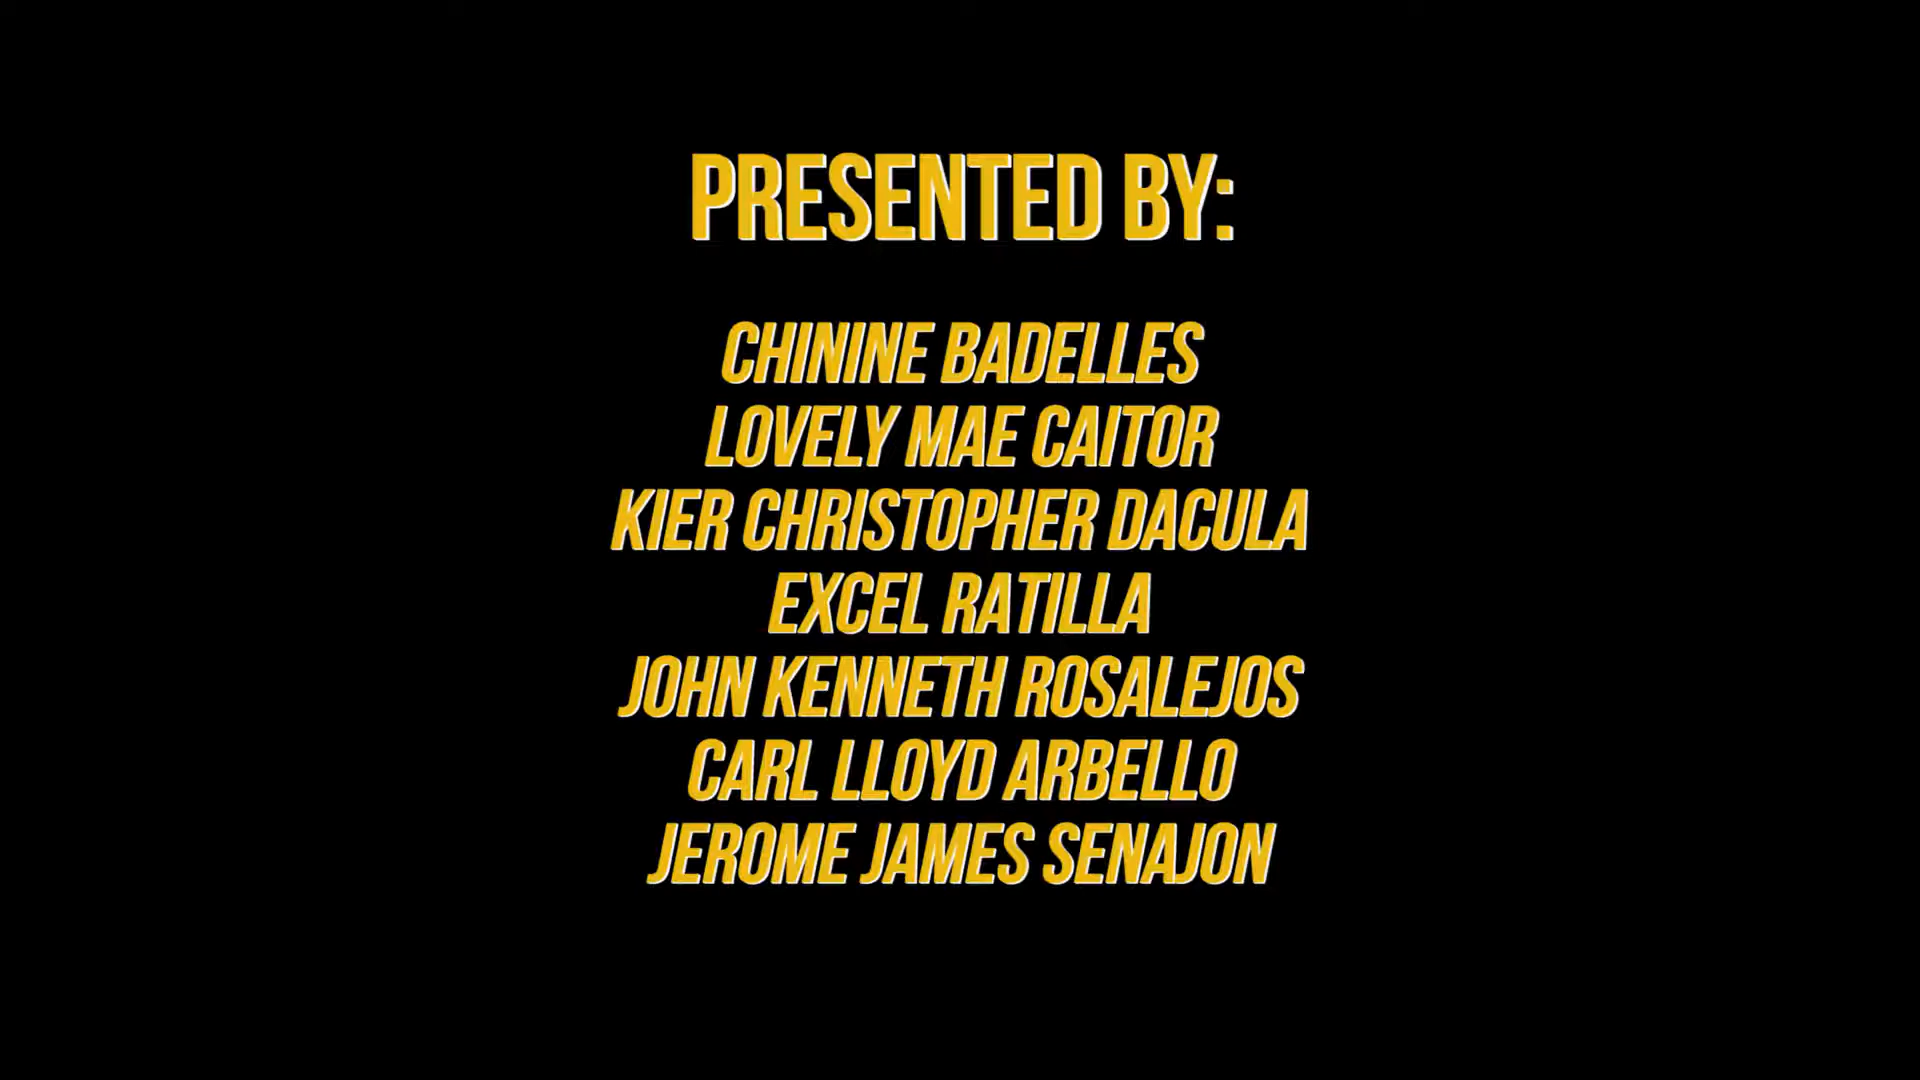 PRESENTED BY:
CHININE BADELLES
LOVELY MAE CAITOR
KIER CHRISTOPHER DACULA
EXCEL RATILLA
JOHN KENNETH ROSALEJOS
CARL LLOYD ARBELLO
JEROME JAMES SENAJON